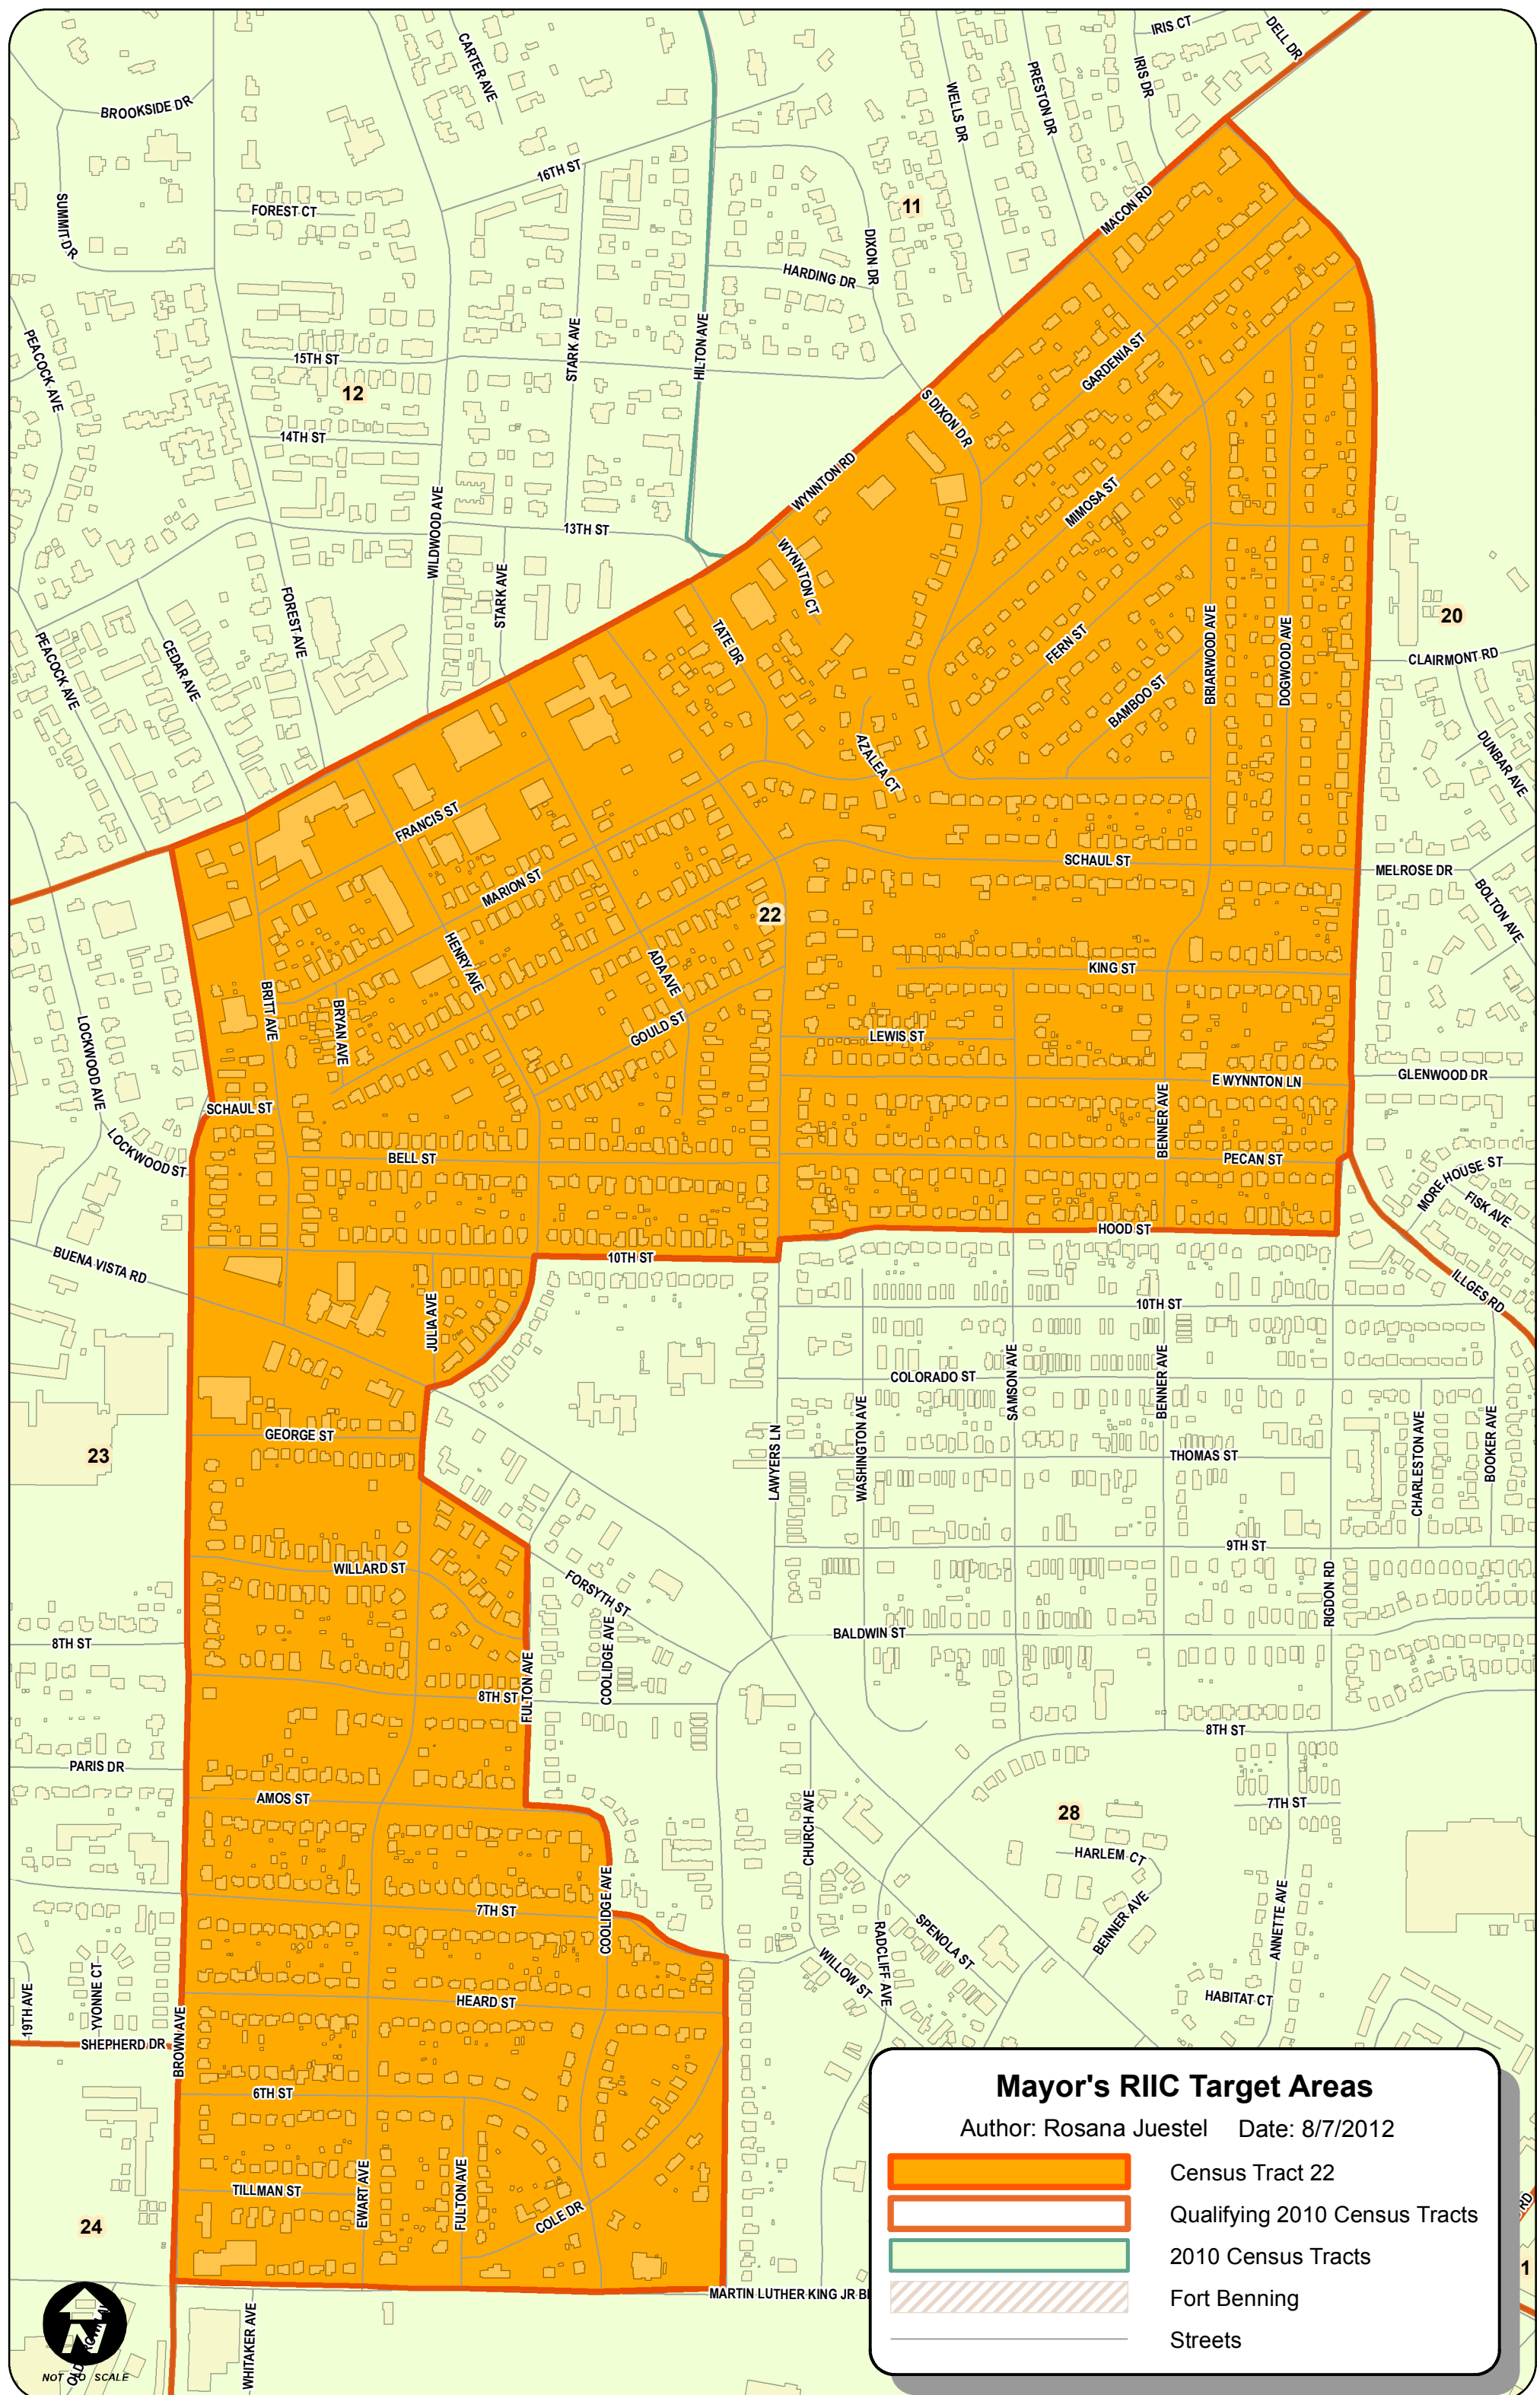 IRIS CT
DELL DR
CARTER AVE
IRIS DR
PRESTON DR
WELLS DR
BROOKSIDE DR
16TH ST
SUMMIT DR
FOREST CT
11
MACON RD
DIXON DR
HARDING DR
PEACOCK AVE
15TH ST
STARK AVE
HILTON AVE
GARDENIA ST
12
S DIXON DR
14TH ST
WYNNTON RD
MIMOSA ST
WILDWOOD AVE
13TH ST
WYNNTON CT
STARK AVE
FOREST AVE
20
TATE DR
FERN ST
BRIARWOOD AVE
DOGWOOD AVE
CLAIRMONT RD
PEACOCK AVE
CEDAR AVE
BAMBOO ST
AZALEA CT
DUNBAR AVE
FRANCIS ST
SCHAUL ST
MELROSE DR
MARION ST
22
BOLTON AVE
HENRY AVE
ADA AVE
KING ST
BRITT AVE
BRYAN AVE
GOULD ST
LEWIS ST
LOCKWOOD AVE
E WYNNTON LN
GLENWOOD DR
SCHAUL ST
BENNER AVE
LOCKWOOD ST
BELL ST
PECAN ST
MOREHOUSE ST
FISK AVE
HOOD ST
10TH ST
BUENA VISTA RD
ILLGES RD
JULIA AVE
10TH ST
COLORADO ST
SAMSON AVE
BENNER AVE
WASHINGTON AVE
GEORGE ST
23
LAWYERS LN
THOMAS ST
CHARLESTON AVE
BOOKER AVE
9TH ST
WILLARD ST
FORSYTH ST
RIGDON RD
BALDWIN ST
8TH ST
COOLIDGE AVE
FULTON AVE
8TH ST
8TH ST
PARIS DR
AMOS ST
7TH ST
28
CHURCH AVE
HARLEM CT
COOLIDGE AVE
7TH ST
BENNER AVE
ANNETTE AVE
SPENOLA ST
RADCLIFF AVE
WILLOW ST
19TH AVE
YVONNE CT
HEARD ST
HABITAT CT
BROWN AVE
SHEPHERD DR
6TH ST
TILLMAN ST
EWART AVE
FULTON AVE
COLE DR
24
MARTIN LUTHER KING JR
WHITAKER AVE
N
NOT TO SCALE
Mayor's RIIC Target Areas
Author: Rosana Juestel Date: 8/7/2012
Census Tract 22
Qualifying 2010 Census Tracts
2010 Census Tracts
Fort Benning
Streets
RD
1